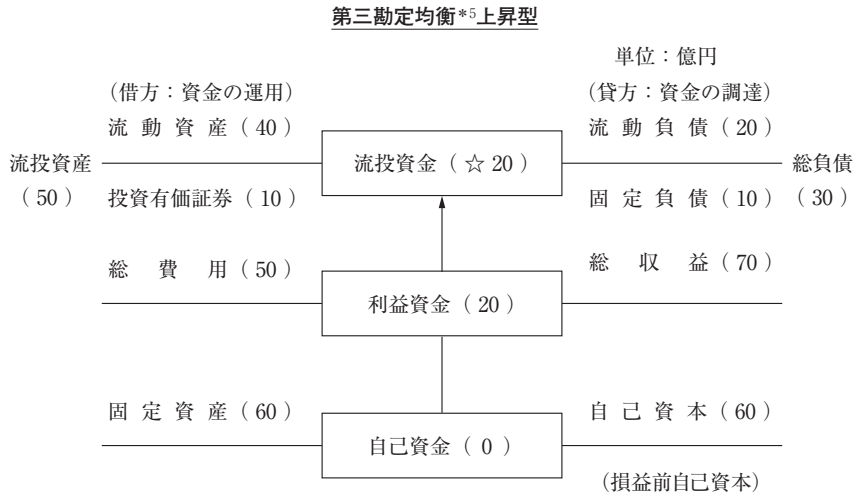 第三勘定均衡*5上昇型
単位：億円
（借方：資金の運用） （貸方：資金の調達）
流動資産（40） 流動負債（20）
流投資産 流投資金（☆20） 総負債
（50） 投資有価証券（10） 固定負債（10） （30）
総費用（50） 総収益（70）
利益資金（20）
固定資産（60） 自己資本（60）
自己資金（0）
（損益前自己資本）